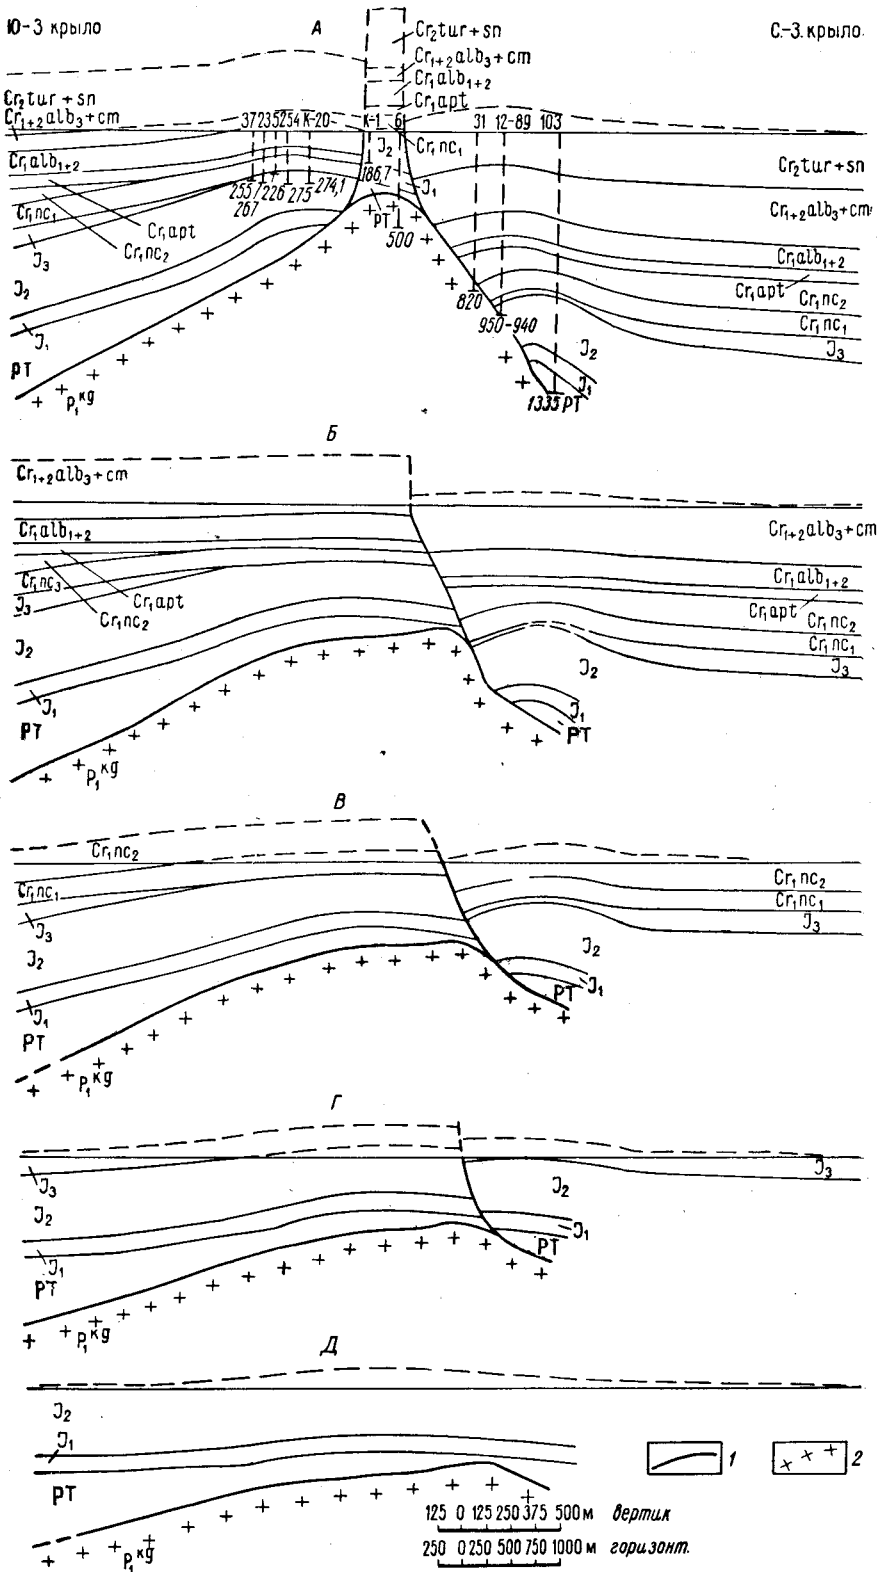 Ю-З крыло А С.-З. крыло
Cr₂tur+sn
Cr₁₊₂alb₃+cm
Cr₁alb₁₊₂
Cr₁apt
Cr₂tur+sn
Cr₁₊₂alb₃+cm
37 235 254 К-20 К-1 6 31 12-89 103
Cr₁nc₁
J₂
Cr₁alb₁₊₂
186,7
Cr₂tur+sn
255,7 226 275 274,1
267
J₁
Cr₁nc₁
Cr₁apt
Cr₁nc₂
PT
500
Cr₁₊₂alb₃+cm
J₃
Cr₁alb₁₊₂
J₂
820
Cr₁apt
Cr₁nc₂
950-940
Cr₁nc₁
J₁
J₂
J₃
PT
J₁
P₁kg
1335 PT
Б
Cr₁₊₂alb₃+cm
Cr₁alb₁₊₂
Cr₁₊₂alb₃+cm
Cr₁nc₃
Cr₁alb₁₊₂
J₃
Cr₁apt
Cr₁nc₂
Cr₁apt
Cr₁nc₂
J₂
Cr₁nc₁
J₂
J₃
J₁
J₁
PT
PT
P₁kg
В
Cr₁nc₂
Cr₁nc₁
Cr₁nc₂
Cr₁nc₁
J₃
J₃
J₂
J₂
J₁
J₁
PT
PT
P₁kg
Г
J₃
J₃
J₂
J₂
J₁
J₁
PT
PT
P₁kg
Д
J₂
J₁
PT
1 2
P₁kg
125 0 125 250 375 500 м вертик
250 0 250 500 750 1000 м горизонт.